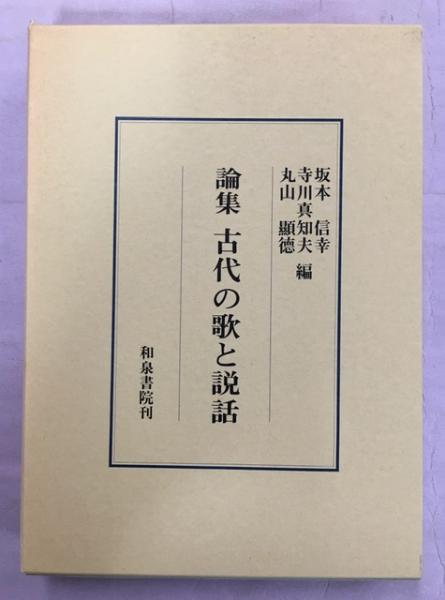 坂本 信幸
寺川真知夫 編
丸山 顯德
論集 古代の歌と説話
和泉書院刊